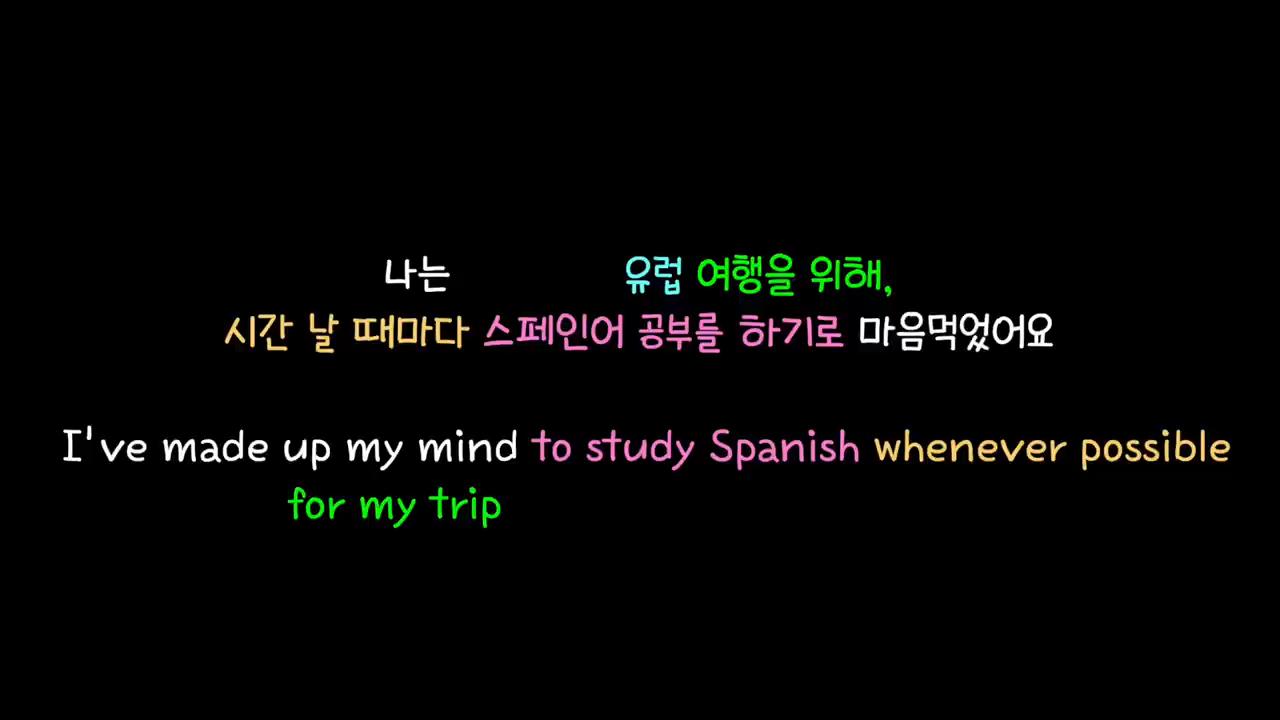 나는 유럽 여행을 위해,
시간 날 때마다 스페인어 공부를 하기로 마음먹었어요
I've made up my mind to study Spanish whenever possible
for my trip